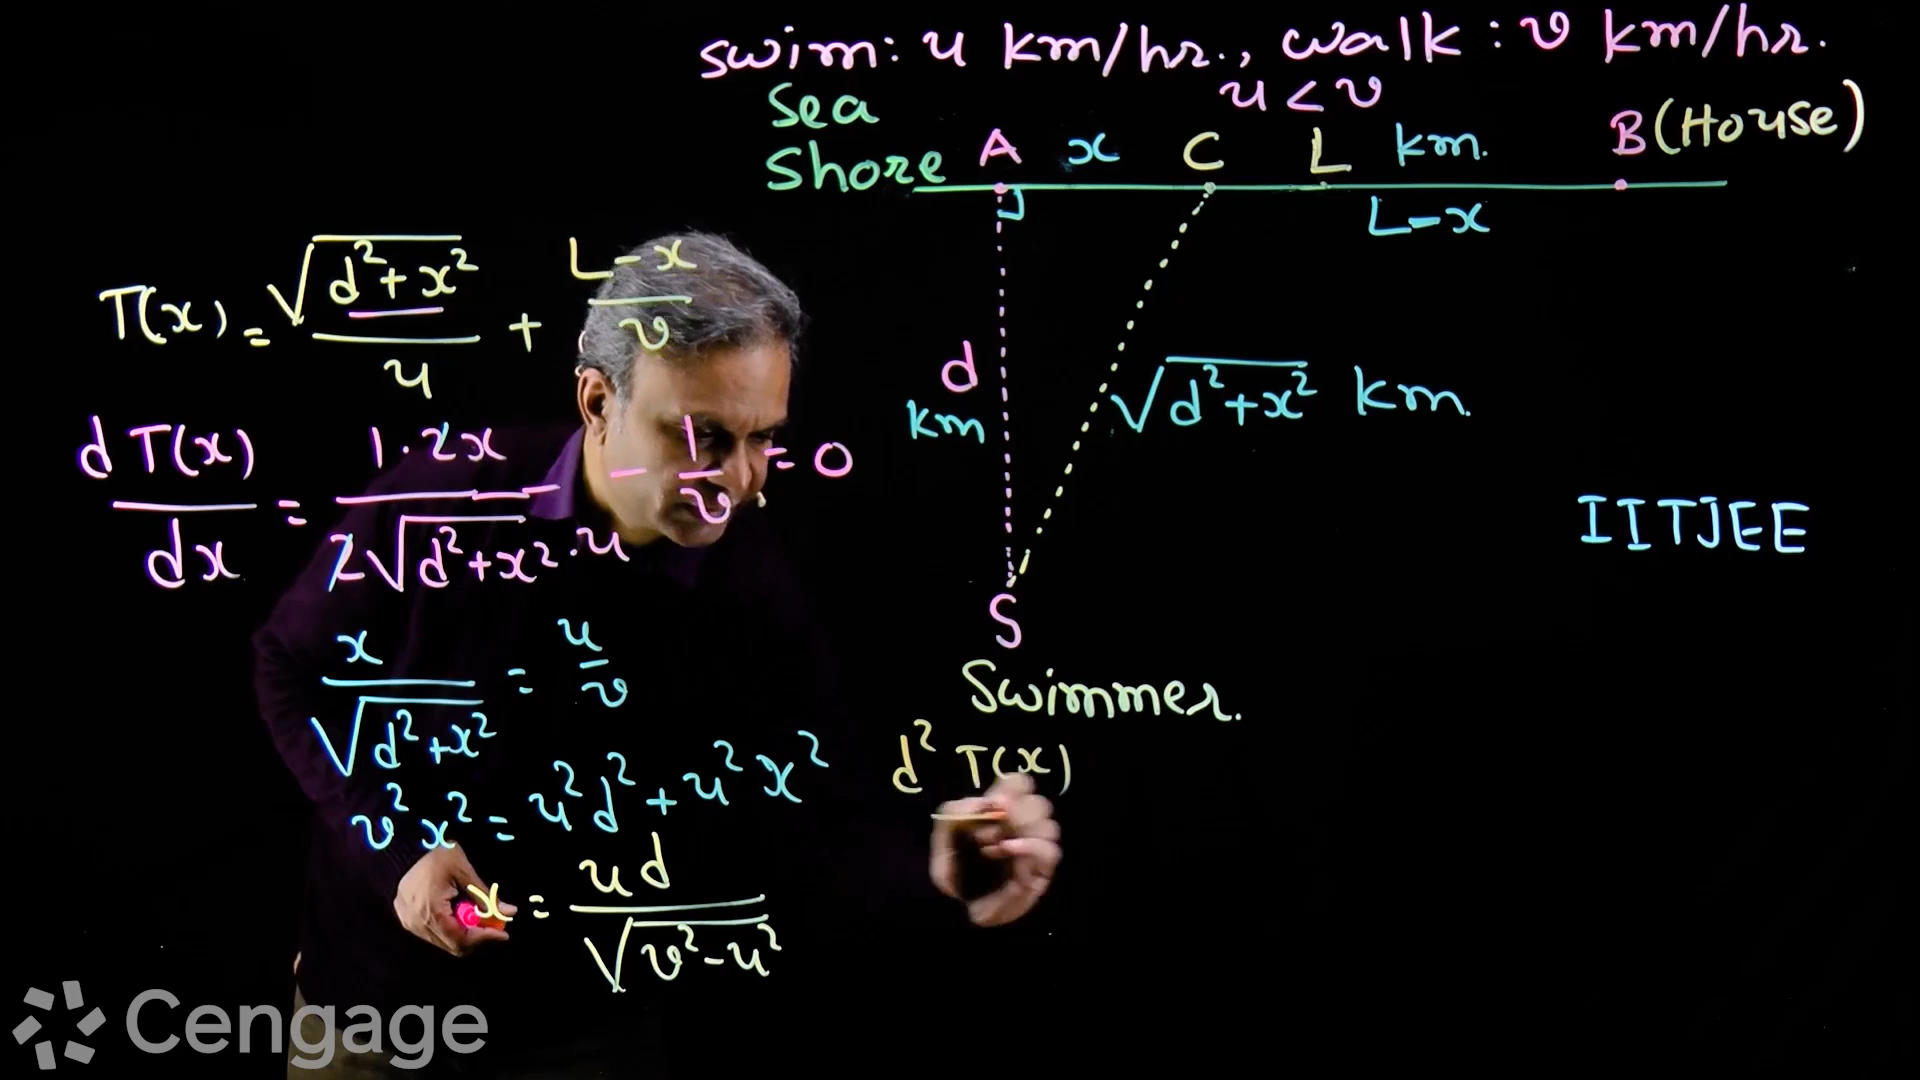 swim: u km/hr., walk: v km/hr.
u < v
Sea
Shore A x C L km. B (House)
L-x
T(x) = √(d²+x²)/u + (L-x)/v
d km
√(d²+x²) km.
dT(x)/dx = 1·2x/(2√(d²+x²)·u) - 1/v = 0
IITJEE
S
Swimmer.
x/√(d²+x²) = u/v
v²x² = u²d² + u²x²
d² T(x)
x = ud/√(v²-u²)
Cengage